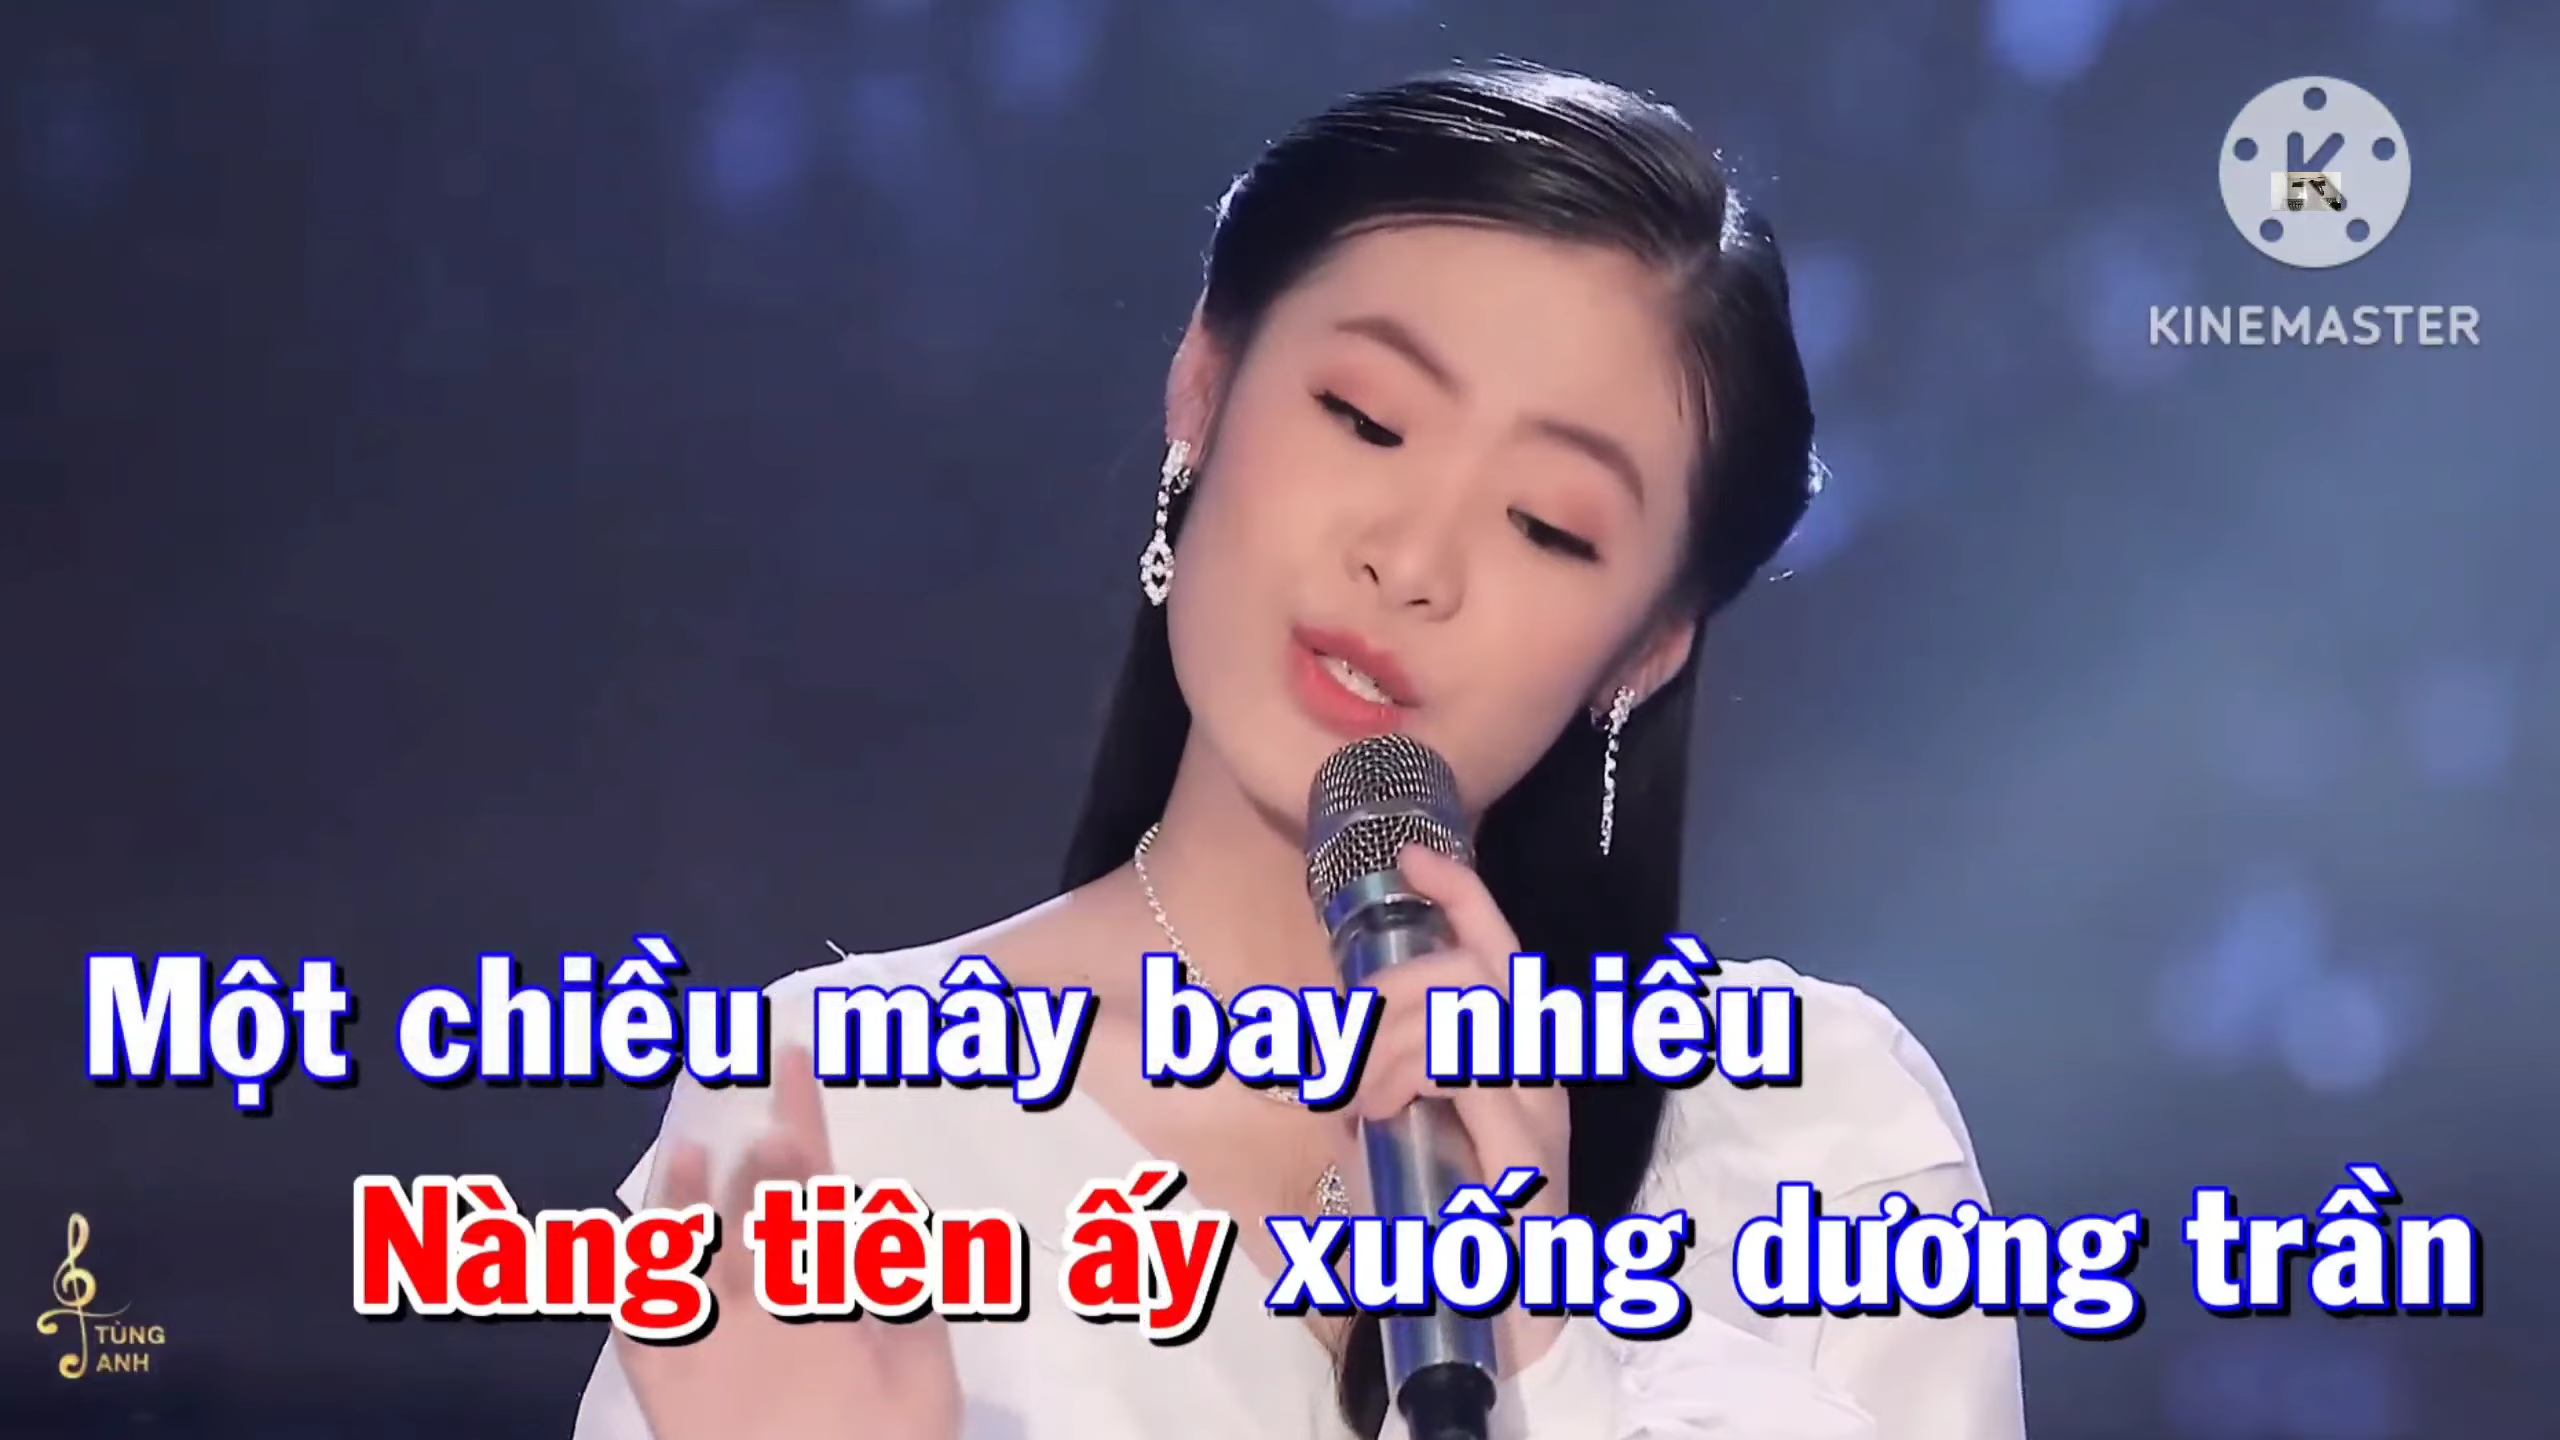 KINEMASTER
Một chiều mây bay nhiều
Nàng tiên ấy xuống dương trần
TÙNG
ANH